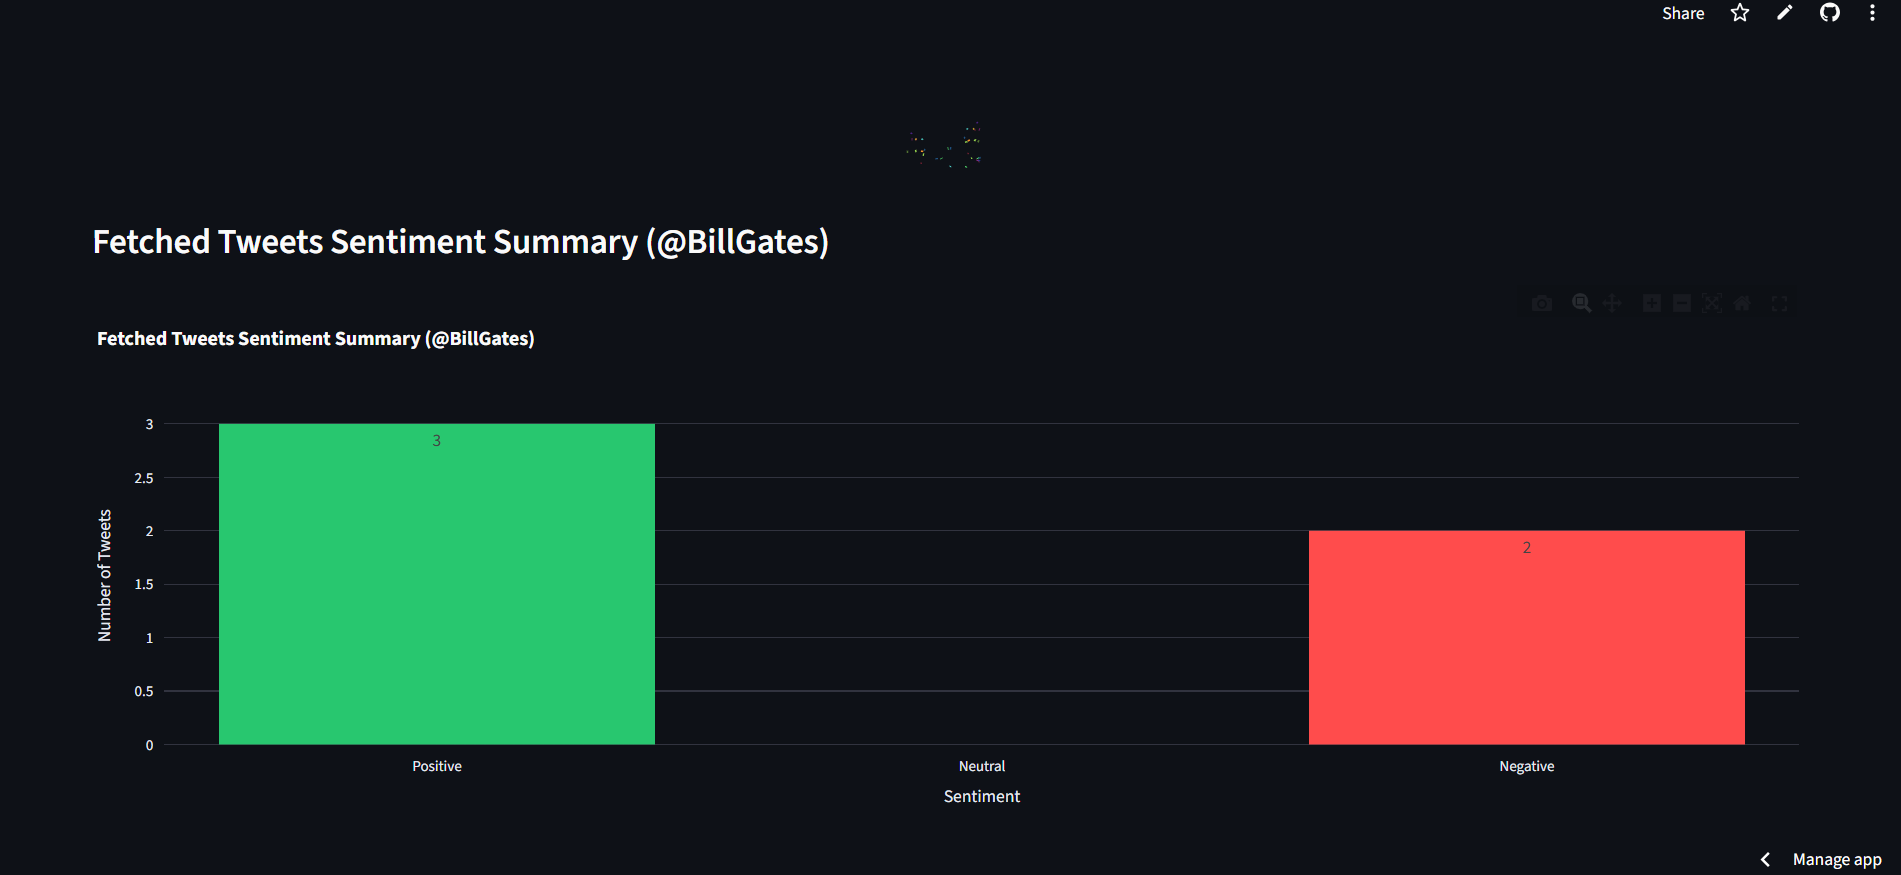 Share
Fetched Tweets Sentiment Summary (@BillGates)
Fetched Tweets Sentiment Summary (@BillGates)
3
2.5
2
1.5
1
0.5
0
Number of Tweets
3
2
Positive
Neutral
Negative
Sentiment
Manage app